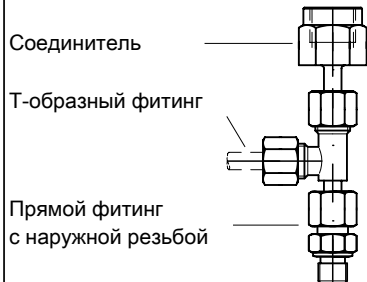 Соединитель
Т-образный фитинг
Прямой фитинг
с наружной резьбой